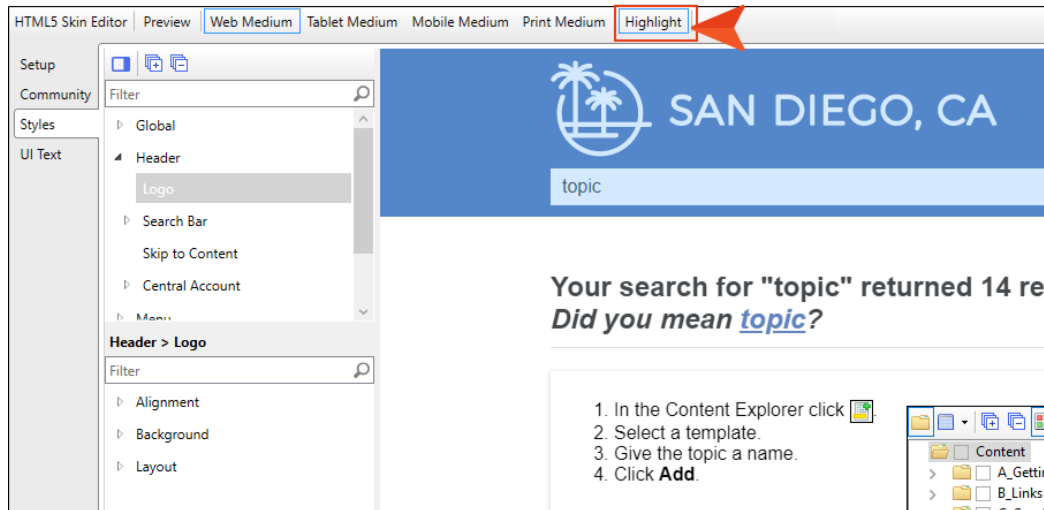 HTML5 Skin Editor Preview Web Medium Tablet Medium Mobile Medium Print Medium Highlight
Setup
Community
Styles
UI Text
Filter
Global
Header
Logo
Search Bar
Skip to Content
Central Account
Menu
Header > Logo
Filter
Alignment
Background
Layout
SAN DIEGO, CA
topic
Your search for "topic" returned 14 re
Did you mean topic?
1. In the Content Explorer click .
2. Select a template.
3. Give the topic a name.
4. Click Add.
Content
A_Gettin
B_Links